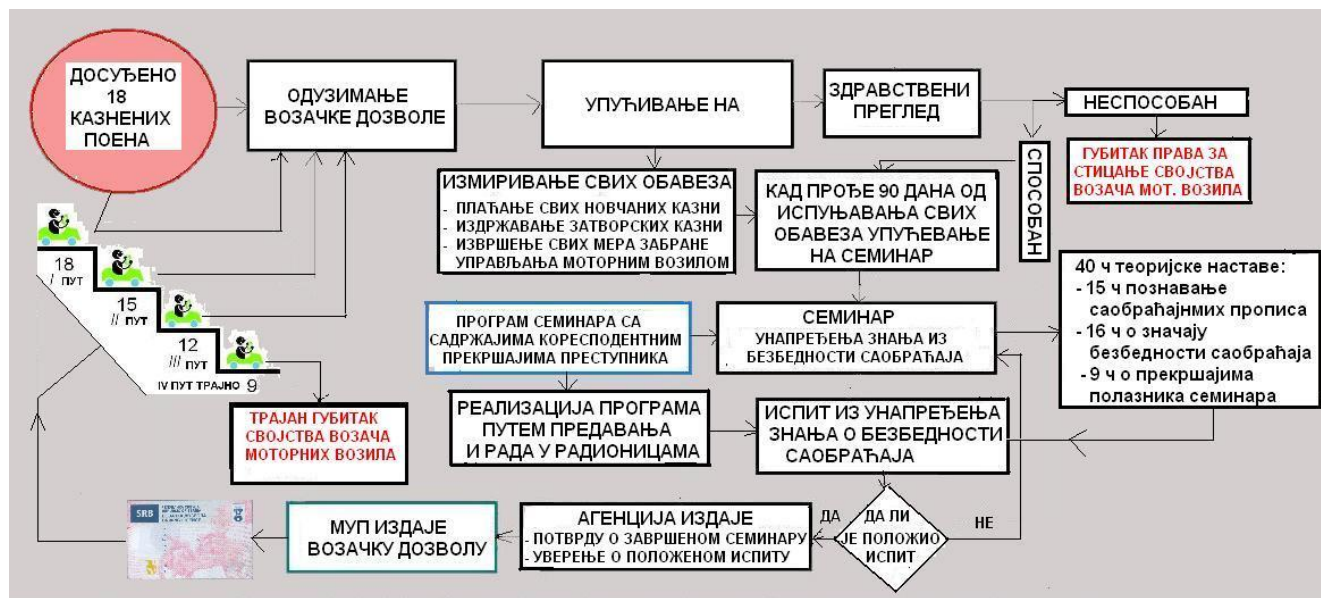 ДОСУЂЕНО
18
КАЗНЕНИХ
ПОЕНА
ОДУЗИМАЊЕ
ВОЗАЧКЕ ДОЗВОЛЕ
УПУЋИВАЊЕ НА
ЗДРАВСТВЕНИ
ПРЕГЛЕД
НЕСПОСОБАН
ГУБИТАК ПРАВА ЗА
СТИЦАЊЕ СВОЈСТВА
ВОЗАЧА МОТ. ВОЗИЛА
СПОСОБАН
ИЗМИРИВАЊЕ СВИХ ОБАВЕЗА
- ПЛАЋАЊЕ СВИХ НОВЧАНИХ КАЗНИ
- ИЗДРЖАВАЊЕ ЗАТВОРСКИХ КАЗНИ
- ИЗВРШЕЊЕ СВИХ МЕРА ЗАБРАНЕ
УПРАВЉАЊА МОТОРНИМ ВОЗИЛОМ
КАД ПРОЂЕ 90 ДАНА ОД
ИСПУЊАВАЊА СВИХ
ОБАВЕЗА УПУЋЕВАЊЕ
НА СЕМИНАР
18
I ПУТ
15
II ПУТ
12
III ПУТ
IV ПУТ ТРАЈНО 9
ТРАЈАН ГУБИТАК
СВОЈСТВА ВОЗАЧА
МОТОРНИХ ВОЗИЛА
ПРОГРАМ СЕМИНАРА СА
САДРЖАЈИМА КОРЕСПОДЕНТНИМ
ПРЕКРШАЈИМА ПРЕСТУПНИКА
СЕМИНАР
УНАПРЕЂЕЊА ЗНАЊА ИЗ
БЕЗБЕДНОСТИ САОБРАЋАЈА
40 ч теоријске наставе:
- 15 ч познавање
саобраћајнмих прописа
- 16 ч о значају
безбедности саобраћаја
- 9 ч о прекршајима
полазника семинара
РЕАЛИЗАЦИЈА ПРОГРАМА
ПУТЕМ ПРЕДАВАЊА
И РАДА У РАДИОНИЦАМА
ИСПИТ ИЗ УНАПРЕЂЕЊА
ЗНАЊА О БЕЗБЕДНОСТИ
САОБРАЋАЈА
ДА ЛИ
ЈЕ ПОЛОЖИО
ИСПИТ
ДА
НЕ
АГЕНЦИЈА ИЗДАЈЕ
- ПОТВРДУ О ЗАВРШЕНОМ СЕМИНАРУ
- УВЕРЕЊЕ О ПОЛОЖЕНОМ ИСПИТУ
МУП ИЗДАЈЕ
ВОЗАЧКУ ДОЗВОЛУ
SRB